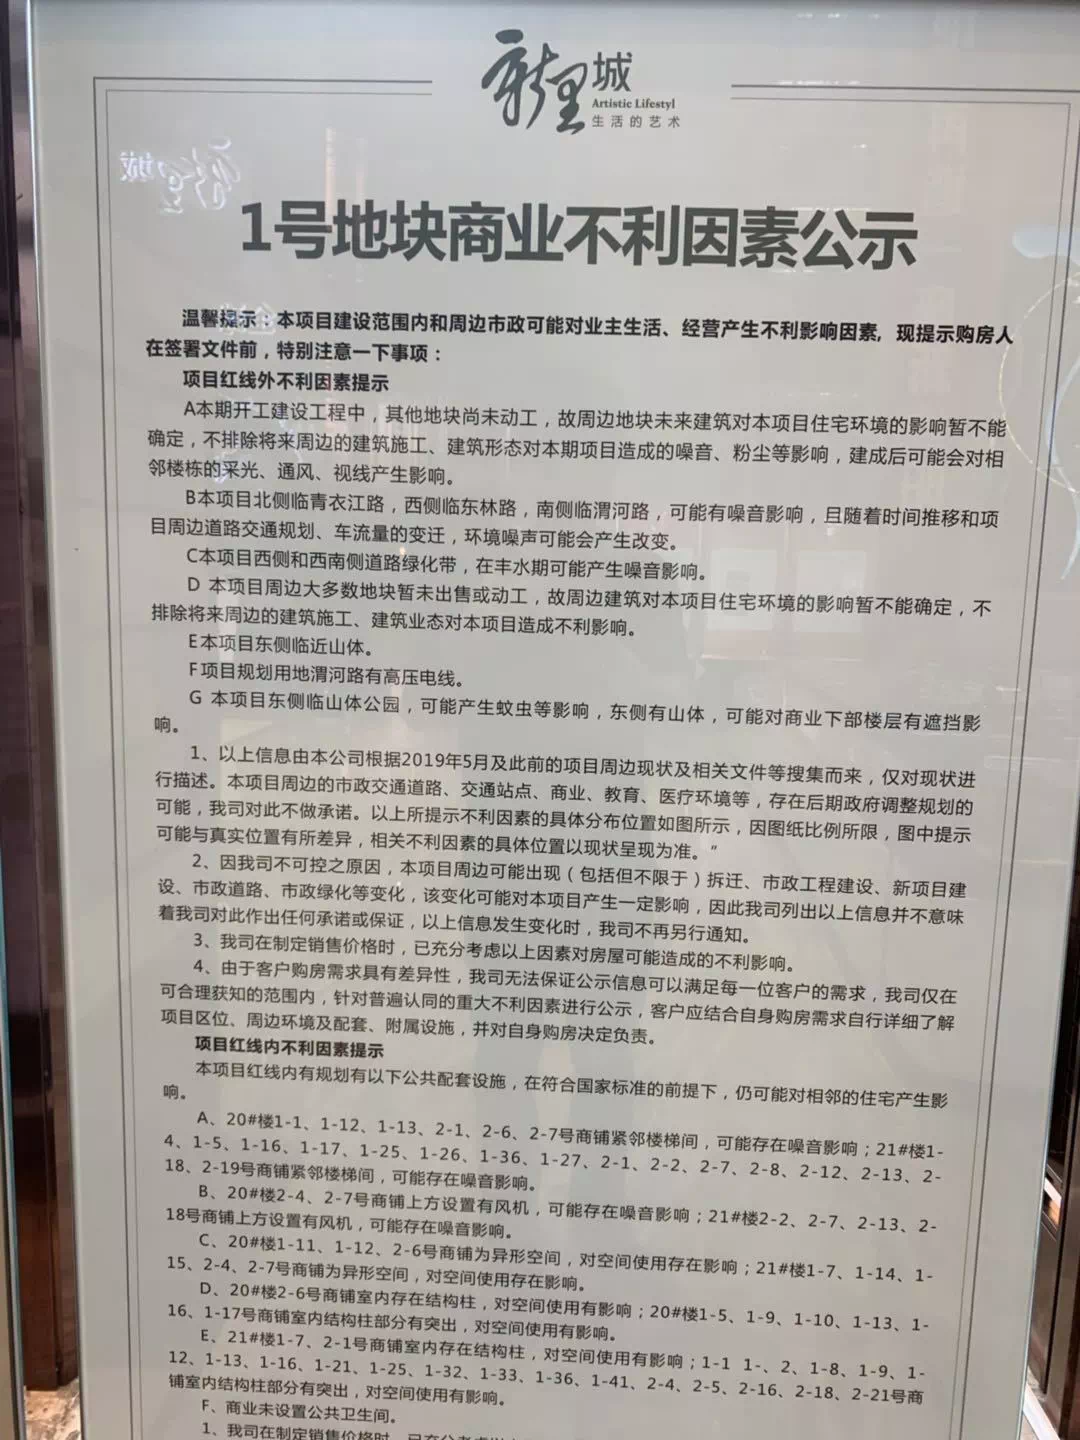 新里城
Artistic Lifestyl
生活的艺术
1号地块商业不利因素公示
温馨提示：本项目建设范围内和周边市政可能对业主生活、经营产生不利影响因素，现提示购房人
在签署文件前，特别注意一下事项：
项目红线外不利因素提示
A本期开工建设工程中，其他地块尚未动工，故周边地块未来建筑对本项目住宅环境的影响暂不能
确定，不排除将来周边的建筑施工、建筑形态对本期项目造成的噪音、粉尘等影响，建成后可能会对相
邻楼栋的采光、通风、视线产生影响。
B本项目北侧临青衣江路，西侧临东林路，南侧临渭河路，可能有噪音影响，且随着时间推移和项
目周边道路交通规划、车流量的变迁，环境噪声可能会产生改变。
C本项目西侧和西南侧道路绿化带，在丰水期可能产生噪音影响。
D 本项目周边大多数地块暂未出售或动工，故周边建筑对本项目住宅环境的影响暂不能确定，不
排除将来周边的建筑施工、建筑业态对本项目造成不利影响。
E本项目东侧临近山体。
F项目规划用地渭河路有高压电线。
G 本项目东侧临山体公园，可能产生蚊虫等影响，东侧有山体，可能对商业下部楼层有遮挡影
响。
1、以上信息由本公司根据2019年5月及此前的项目周边现状及相关文件等搜集而来，仅对现状进
行描述。本项目周边的市政交通道路、交通站点、商业、教育、医疗环境等，存在后期政府调整规划的
可能，我司对此不做承诺。以上所提示不利因素的具体分布位置如图所示，因图纸比例所限，图中提示
可能与真实位置有所差异，相关不利因素的具体位置以现状呈现为准。”
2、因我司不可控之原因，本项目周边可能出现（包括但不限于）拆迁、市政工程建设、新项目建
设、市政道路、市政绿化等变化，该变化可能对本项目产生一定影响，因此我司列出以上信息并不意味
着我司对此作出任何承诺或保证，以上信息发生变化时，我司不再另行通知。
3、我司在制定销售价格时，已充分考虑以上因素对房屋可能造成的不利影响。
4、由于客户购房需求具有差异性，我司无法保证公示信息可以满足每一位客户的需求，我司仅在
可合理获知的范围内，针对普遍认同的重大不利因素进行公示，客户应结合自身购房需求自行详细了解
项目区位、周边环境及配套、附属设施，并对自身购房决定负责。
项目红线内不利因素提示
本项目红线内有规划有以下公共配套设施，在符合国家标准的前提下，仍可能对相邻的住宅产生影
响。
A、20#楼1-1、1-12、1-13、2-1、2-6、2-7号商铺紧邻楼梯间，可能存在噪音影响；21#楼1-
4、1-5、1-16、1-17、1-25、1-26、1-36、1-27、2-1、2-2、2-7、2-8、2-12、2-13、2-
18、2-19号商铺紧邻楼梯间，可能存在噪音影响。
B、20#楼2-4、2-7号商铺上方设置有风机，可能存在噪音影响；21#楼2-2、2-7、2-13、2-
18号商铺上方设置有风机，可能存在噪音影响。
C、20#楼1-11、1-12、2-6号商铺为异形空间，对空间使用存在影响；21#楼1-7、1-14、1-
15、2-4、2-7号商铺为异形空间，对空间使用存在影响。
D、20#楼2-6号商铺室内存在结构柱，对空间使用有影响；20#楼1-5、1-9、1-10、1-13、1-
16、1-17号商铺室内结构柱部分有突出，对空间使用有影响。
E、21#楼1-7、2-1号商铺室内存在结构柱，对空间使用有影响；1-1 1-、2、1-8、1-9、1-
12、1-13、1-16、1-21、1-25、1-32、1-33、1-36、1-41、2-4、2-5、2-16、2-18、2-21号商
铺室内结构柱部分有突出，对空间使用有影响。
F、商业未设置公共卫生间。
1、我司在制定销售价格时，已充分考虑